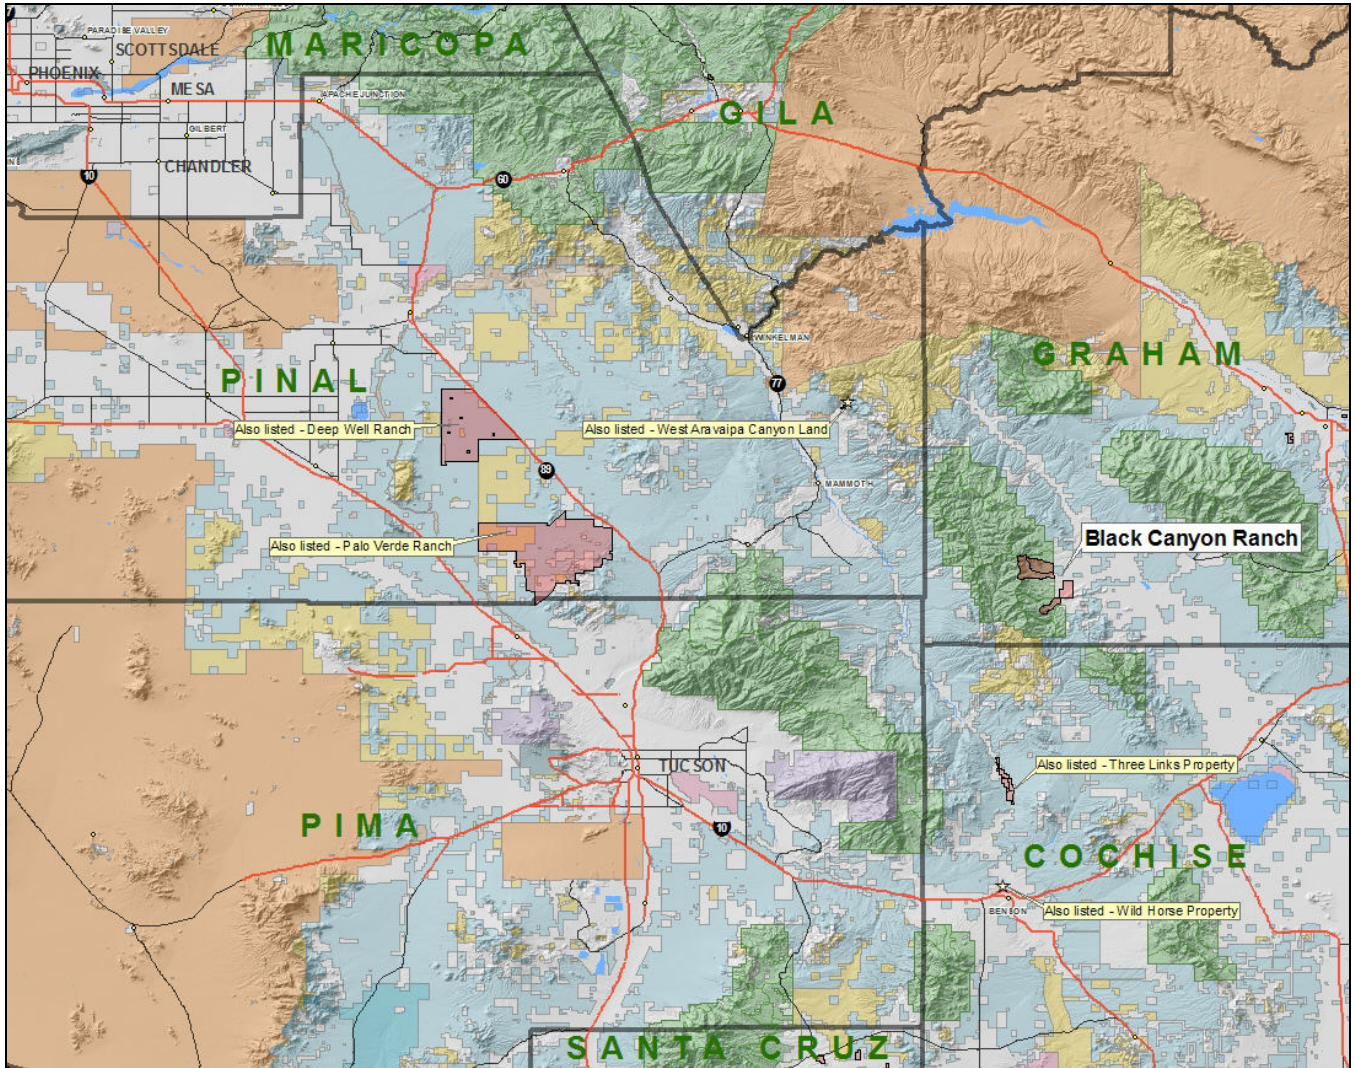 PARADISE VALLEY
SCOTTSDALE
MARICOPA
PHOENIX
MESA
APACHE JUNCTION
GILA
GILBERT
CHANDLER
10
60
WINKELMAN
GRAHAM
PINAL
77
Also listed - Deep Well Ranch
Also listed - West Aravaipa Canyon Land
89
MAMMOTH
Black Canyon Ranch
Also listed - Palo Verde Ranch
TUCSON
Also listed - Three Links Property
PIMA
10
COCHISE
BENSON
Also listed - Wild Horse Property
SANTA CRUZ